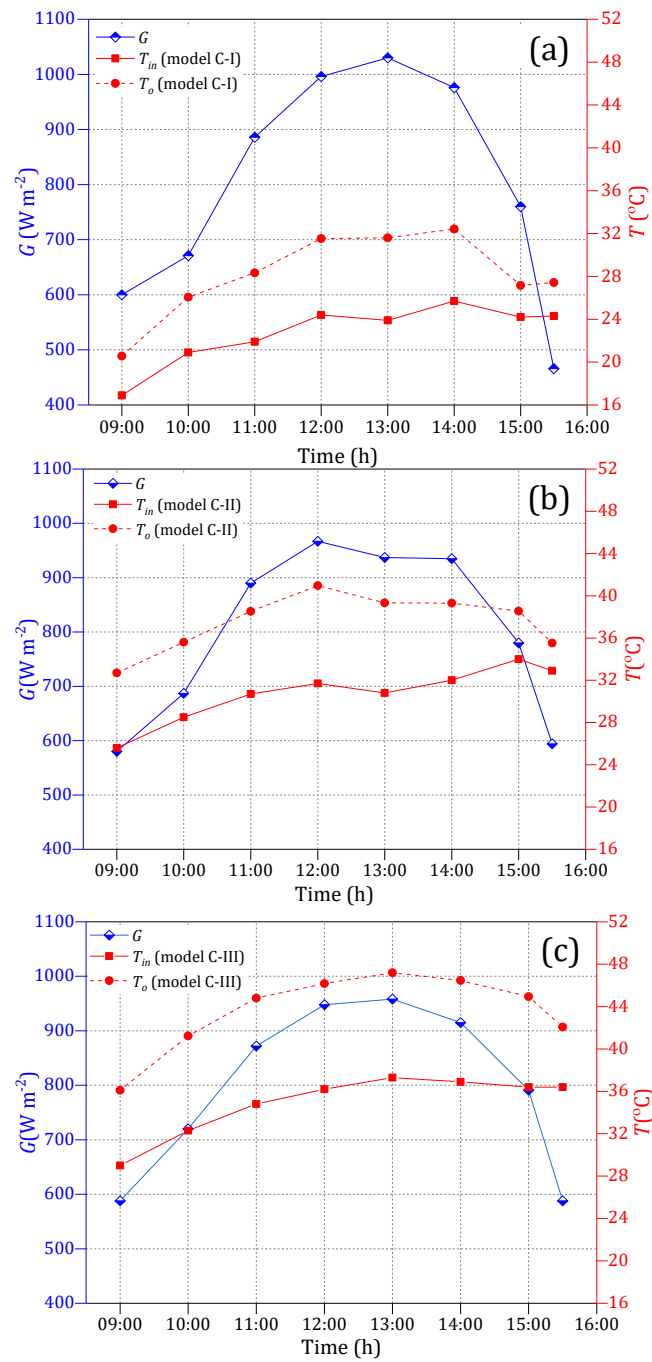 (a)
G
T_in (model C-I)
T_o (model C-I)
G (W m⁻²)
1100
1000
900
800
700
600
500
400
T (°C)
52
48
44
40
36
32
28
24
20
16
09:00 10:00 11:00 12:00 13:00 14:00 15:00 16:00
Time (h)
(b)
G
T_in (model C-II)
T_o (model C-II)
G(W m⁻²)
1100
1000
900
800
700
600
500
400
T(°C)
52
48
44
40
36
32
28
24
20
16
09:00 10:00 11:00 12:00 13:00 14:00 15:00 16:00
Time (h)
(c)
G
T_in (model C-III)
T_o (model C-III)
G(W m⁻²)
1100
1000
900
800
700
600
500
400
T(°C)
52
48
44
40
36
32
28
24
20
16
09:00 10:00 11:00 12:00 13:00 14:00 15:00 16:00
Time (h)